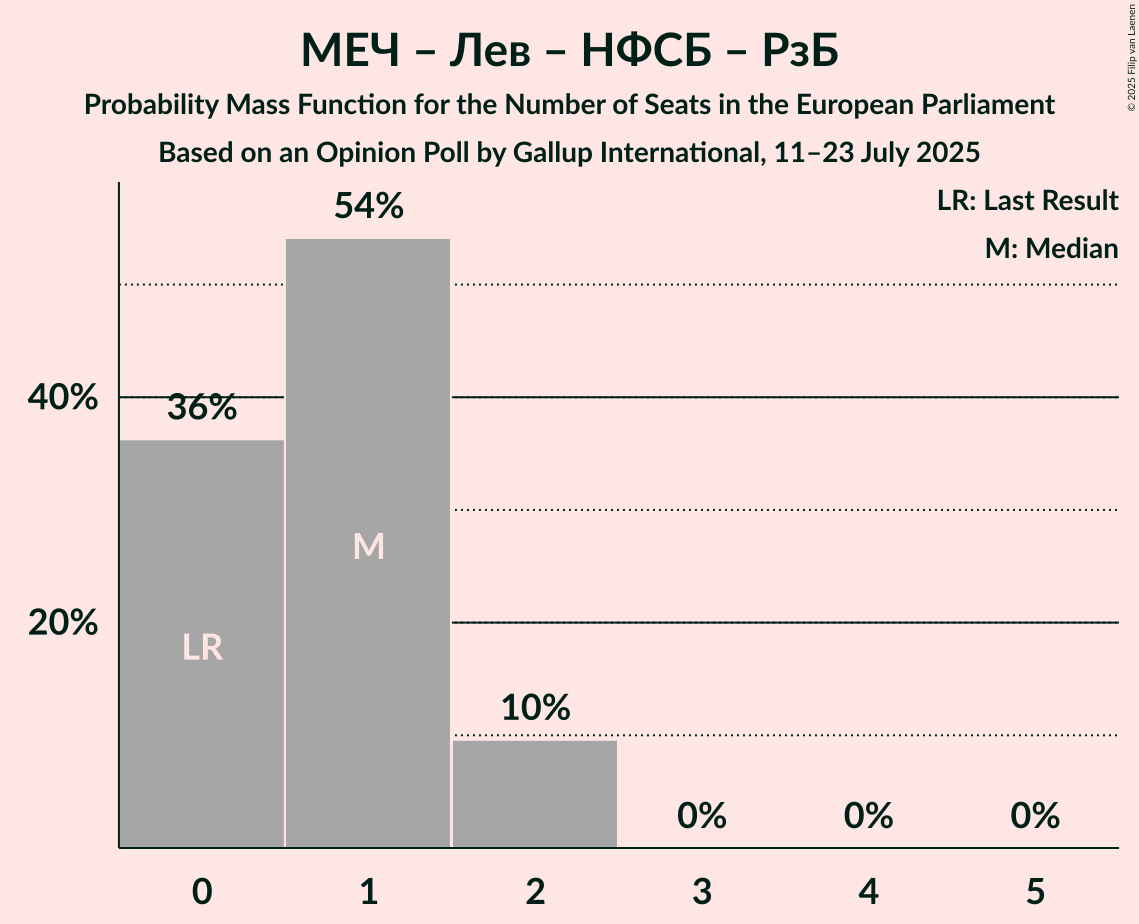 МЕЧ – Лев – НФСБ – РзБ
Probability Mass Function for the Number of Seats in the European Parliament
Based on an Opinion Poll by Gallup International, 11–23 July 2025
© 2025 Filip van Laenen
LR: Last Result
M: Median
54%
40%
36%
M
20%
LR
10%
0%
0%
0%
0
1
2
3
4
5